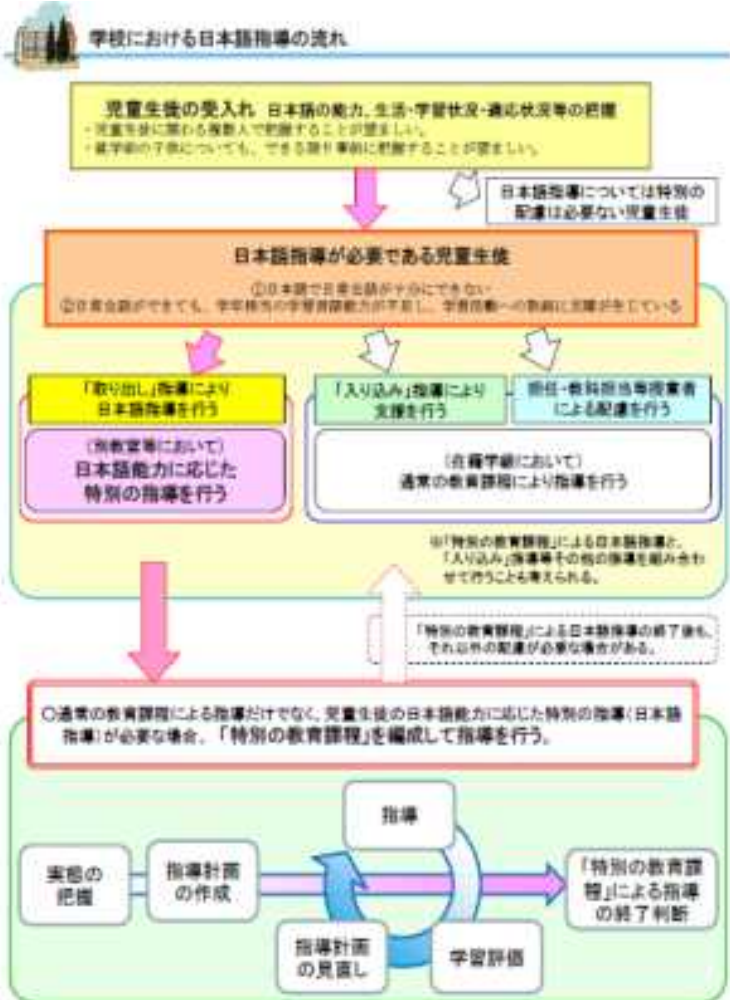 学校における日本語指導の流れ
児童生徒の受入れ 日本語の能力、生活・学習状況・適応状況等の把握
・児童生徒に関わる複数人で把握することが望ましい。
・就学前の子供についても、できる限り事前に把握することが望ましい。
日本語指導については特別の
配慮は必要ない児童生徒
日本語指導が必要である児童生徒
①日本語で日常会話が十分にできない
②日常会話ができても、学年相当の学習言語能力が不足し、学習活動への参加に支障が生じている
「取り出し」指導により
日本語指導を行う
(別教室等において)
日本語能力に応じた
特別の指導を行う
「入り込み」指導により
支援を行う
担任・教科担当等授業者
による配慮を行う
(在籍学級において)
通常の教育課程により指導を行う
※「特別の教育課程」による日本語指導と、
「入り込み」指導等その他の指導を組み合わ
せて行うことも考えられる。
「特別の教育課程」による日本語指導の終了後も、
それ以外の配慮が必要な場合がある。
○通常の教育課程による指導だけでなく、児童生徒の日本語能力に応じた特別の指導(日本語
指導)が必要な場合、「特別の教育課程」を編成して指導を行う。
実態の
把握
指導計画
の作成
指導
学習評価
指導計画
の見直し
「特別の教育課
程」による指導
の終了判断